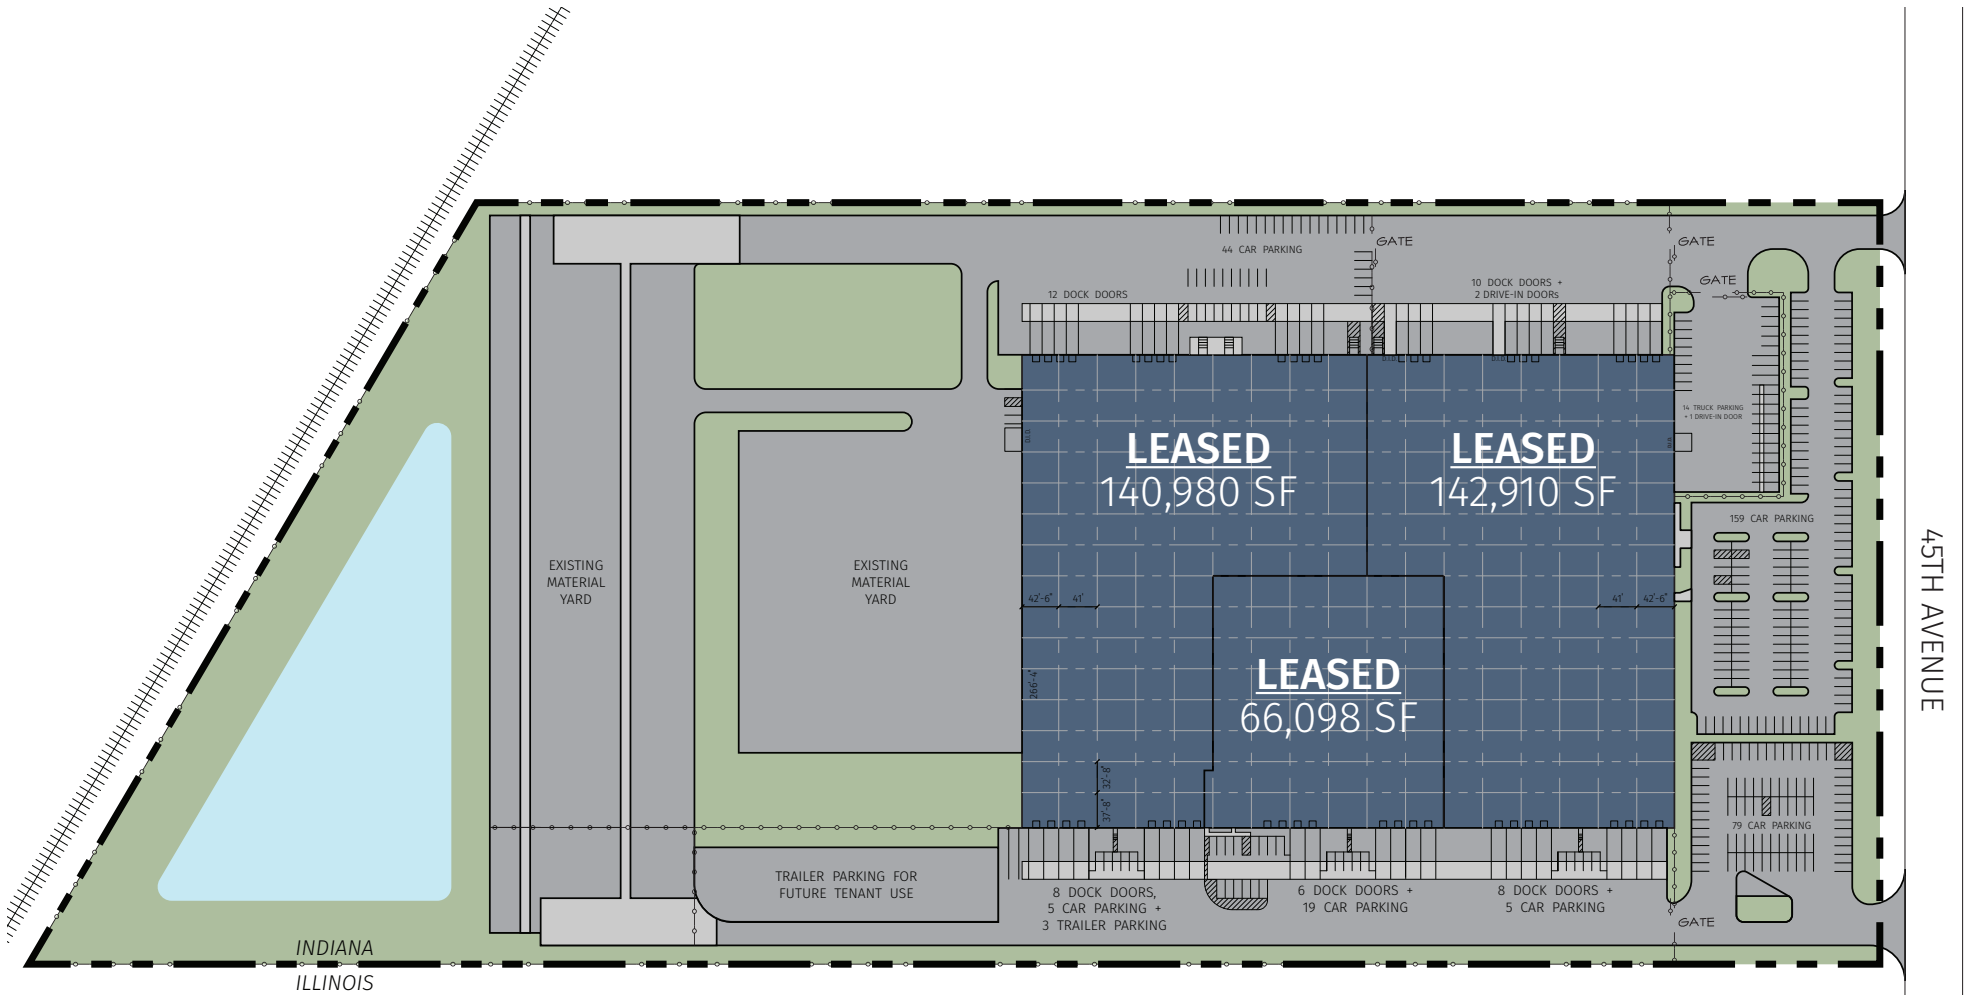 GATE
GATE
44 CAR PARKING
GATE
10 DOCK DOORS +
2 DRIVE-IN DOORs
12 DOCK DOORS
D.I.D.
D.I.D.
14 TRUCK PARKING
+ 1 DRIVE-IN DOOR
D.I.D.
D.I.D.
LEASED
140,980 SF
LEASED
142,910 SF
159 CAR PARKING
45TH AVENUE
EXISTING
MATERIAL
YARD
EXISTING
MATERIAL
YARD
42'-6"
41'
41'
42'-6"
266'-4"
LEASED
66,098 SF
32'-8"
37'-8"
79 CAR PARKING
TRAILER PARKING FOR
FUTURE TENANT USE
8 DOCK DOORS,
5 CAR PARKING +
3 TRAILER PARKING
6 DOCK DOORS +
19 CAR PARKING
8 DOCK DOORS +
5 CAR PARKING
GATE
INDIANA
ILLINOIS